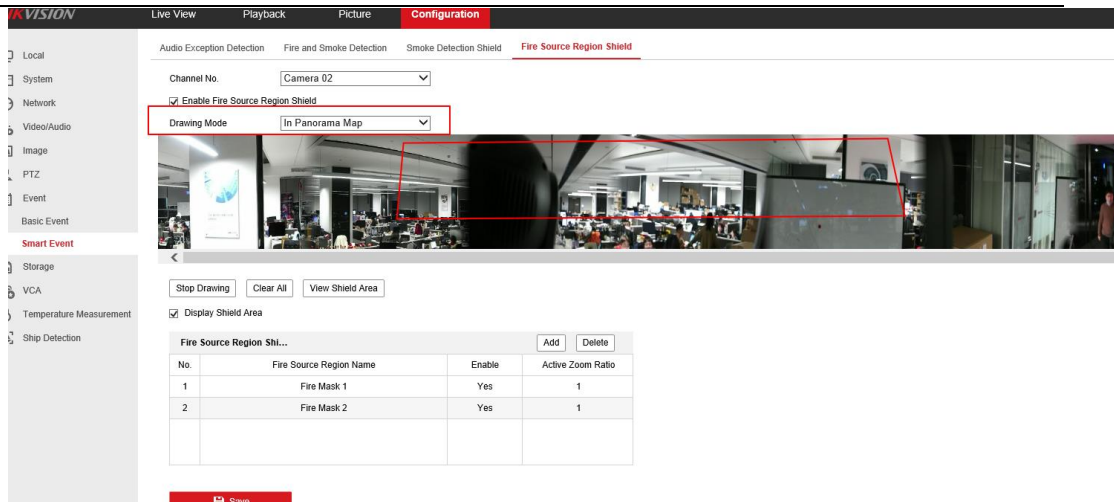 HIKVISION Live View Playback Picture Configuration
Audio Exception Detection Fire and Smoke Detection Smoke Detection Shield Fire Source Region Shield
Local
Channel No. Camera 02
System
Enable Fire Source Region Shield
Network
Drawing Mode In Panorama Map
Video/Audio
Image
PTZ
Event
Basic Event
Smart Event
Storage
VCA
Temperature Measurement
Ship Detection
Stop Drawing Clear All View Shield Area
Display Shield Area
Fire Source Region Shi... Add Delete
No. Fire Source Region Name Enable Active Zoom Ratio
1 Fire Mask 1 Yes 1
2 Fire Mask 2 Yes 1
Save